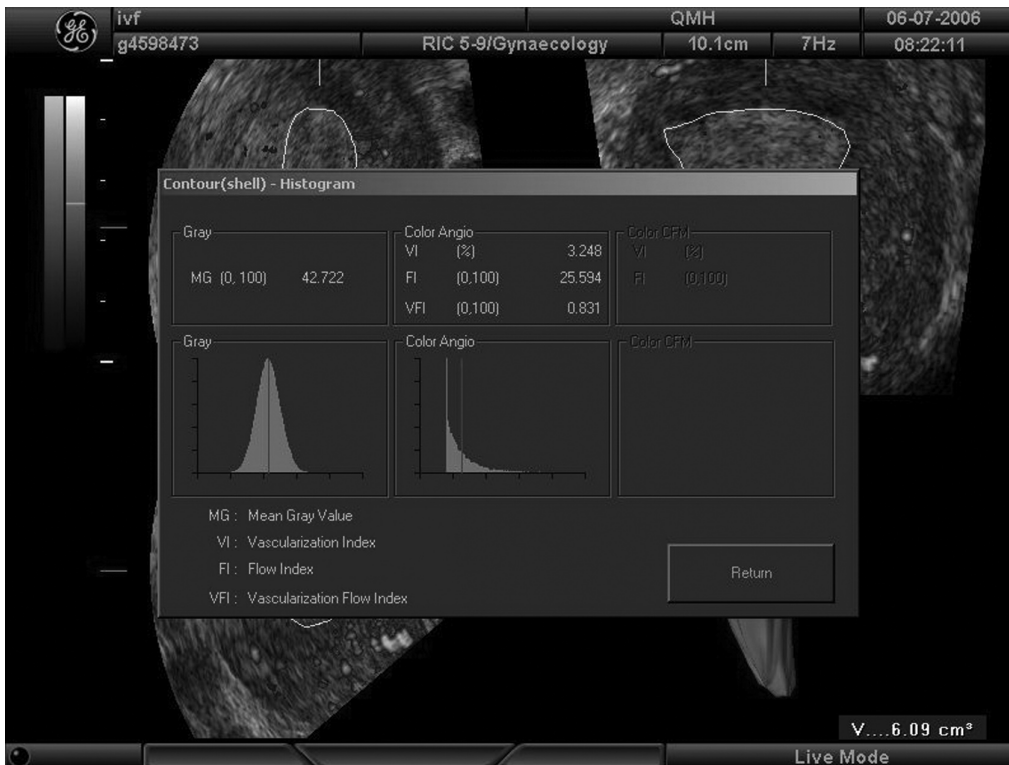 GE
ivf QMH 06-07-2006
g4598473 RIC 5-9/Gynaecology 10.1cm 7Hz 08:22:11
Contour(shell) - Histogram
Gray Color Angio Color CFM
VI (%) 3.248 VI (%)
MG (0, 100) 42.722 FI (0,100) 25.594 FI (0,100)
VFI (0,100) 0.831
Gray Color Angio Color CFM
MG : Mean Gray Value
VI : Vascularization Index
FI : Flow Index
VFI : Vascularization Flow Index
Return
V....6.09 cm³
Live Mode